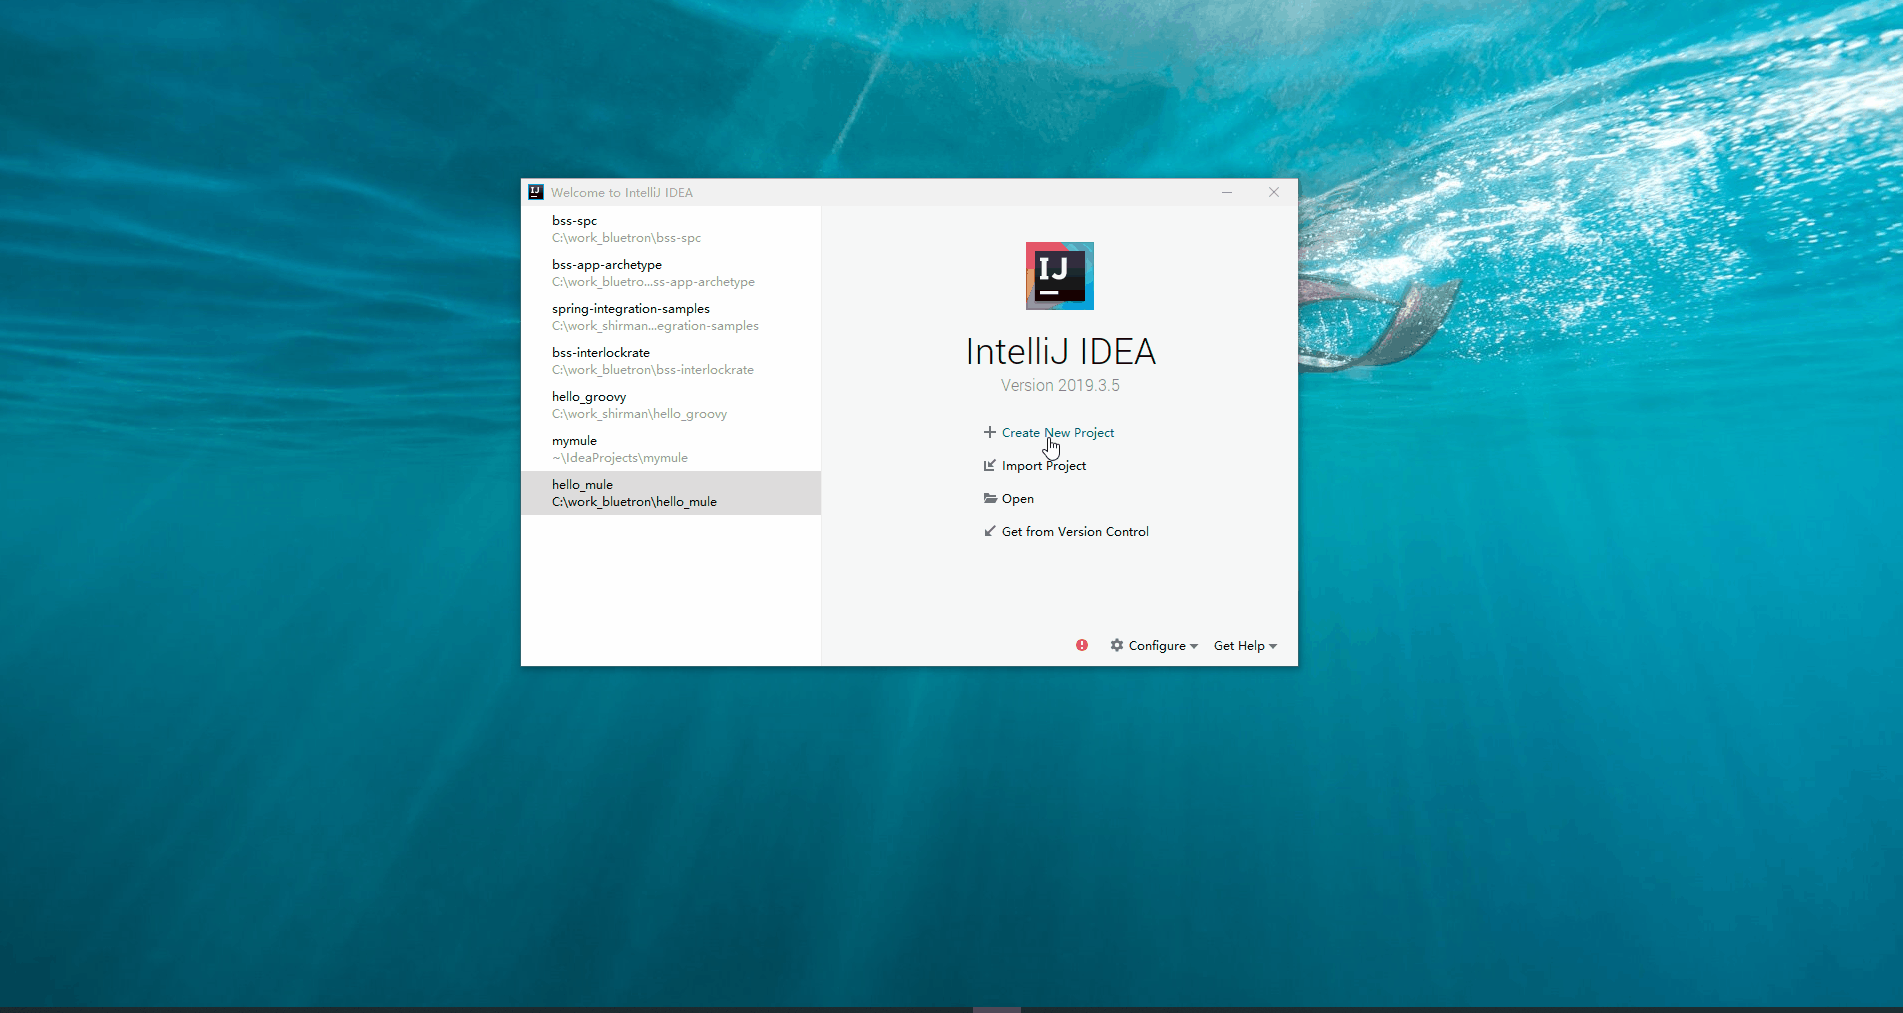 Welcome to IntelliJ IDEA
bss-spc
C:\work_bluetron\bss-spc
bss-app-archetype
C:\work_bluetro...ss-app-archetype
spring-integration-samples
C:\work_shirman...egration-samples
bss-interlockrate
C:\work_bluetron\bss-interlockrate
hello_groovy
C:\work_shirman\hello_groovy
mymule
~\IdeaProjects\mymule
hello_mule
C:\work_bluetron\hello_mule
IJ
IntelliJ IDEA
Version 2019.3.5
Create New Project
Import Project
Open
Get from Version Control
Configure
Get Help